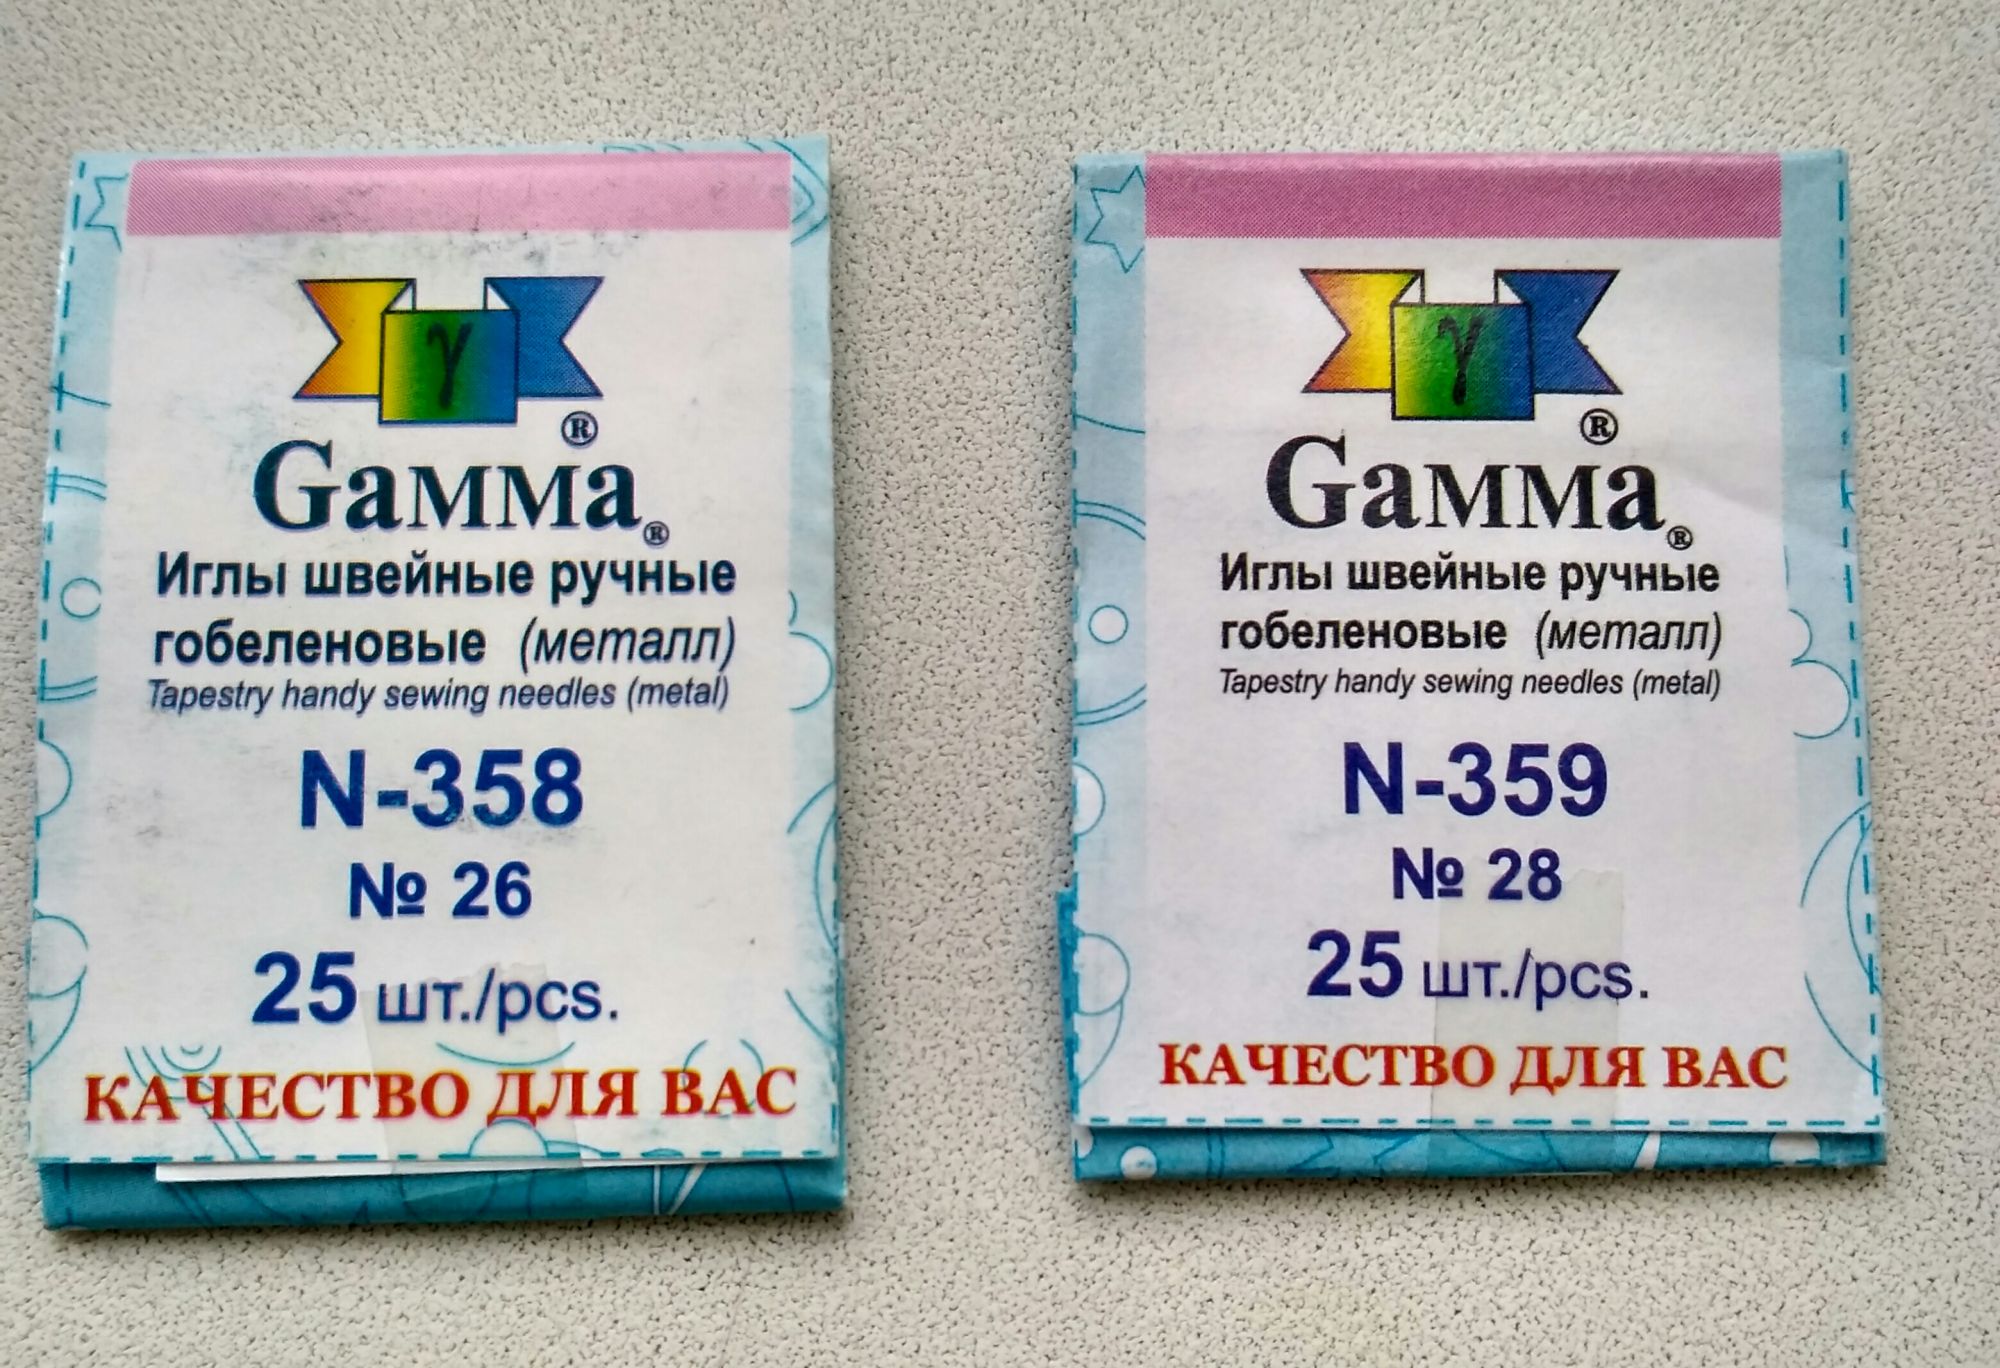 γ
®
Gамма®
Иглы швейные ручные
гобеленовые (металл)
Tapestry handy sewing needles (metal)
N-358
№ 26
25 шт./pcs.
КАЧЕСТВО ДЛЯ ВАС
γ
®
Gамма®
Иглы швейные ручные
гобеленовые (металл)
Tapestry handy sewing needles (metal)
N-359
№ 28
25 шт./pcs.
КАЧЕСТВО ДЛЯ ВАС